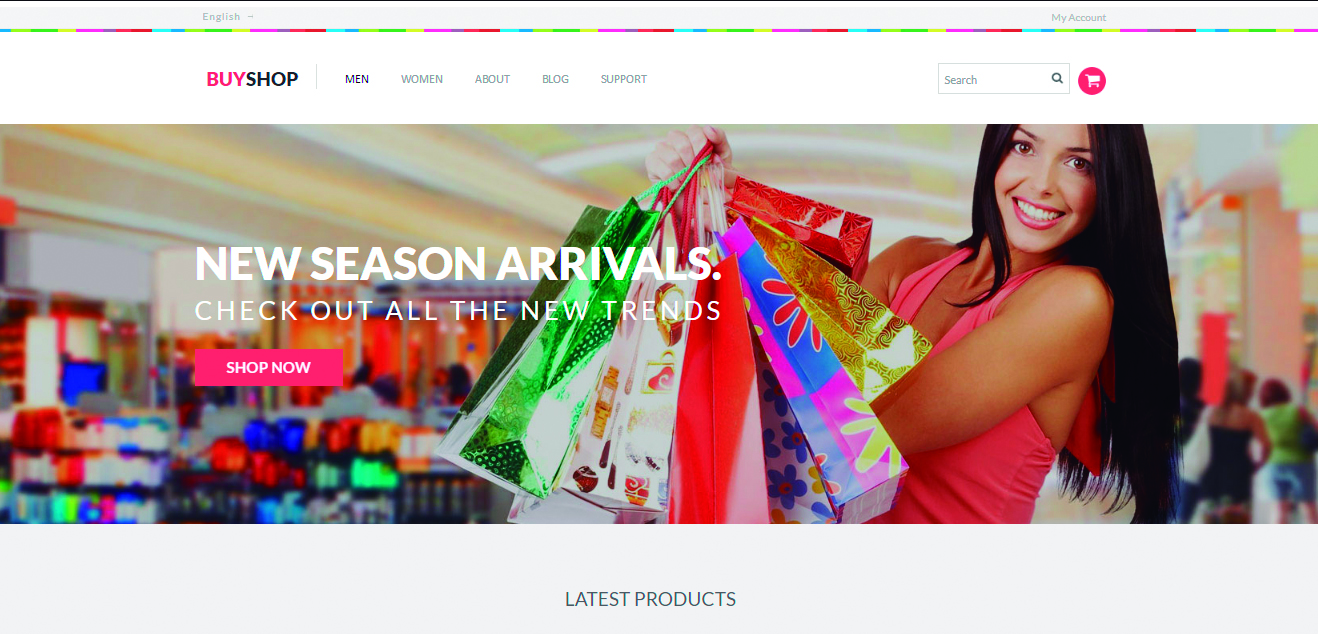 English
My Account
BUYSHOP
MEN
WOMEN
ABOUT
BLOG
SUPPORT
Search
NEW SEASON ARRIVALS.
CHECK OUT ALL THE NEW TRENDS
SHOP NOW
LATEST PRODUCTS